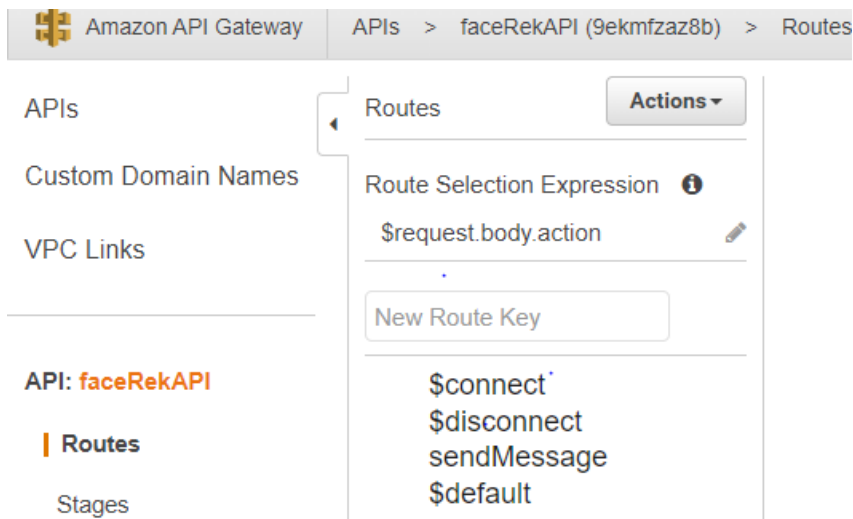 Amazon API Gateway APIs > faceRekAPI (9ekmfzaz8b) > Routes
APIs
Custom Domain Names
VPC Links
API: faceRekAPI
Routes
Stages
Routes Actions
Route Selection Expression
$request.body.action
New Route Key
$connect
$disconnect
sendMessage
$default